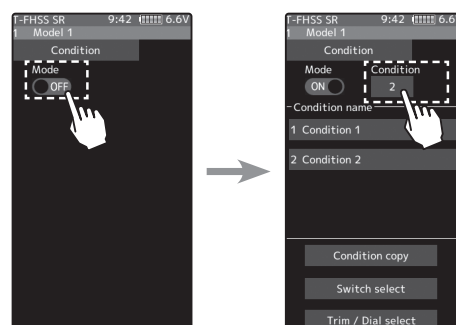 T-FHSS SR 9:42 6.6V
1 Model 1
Condition
Mode
OFF
T-FHSS SR 9:42 6.6
1 Model 1
Condition
Mode Condition
ON 2
Condition name
1 Condition 1
2 Condition 2
Condition copy
Switch select
Trim / Dial select